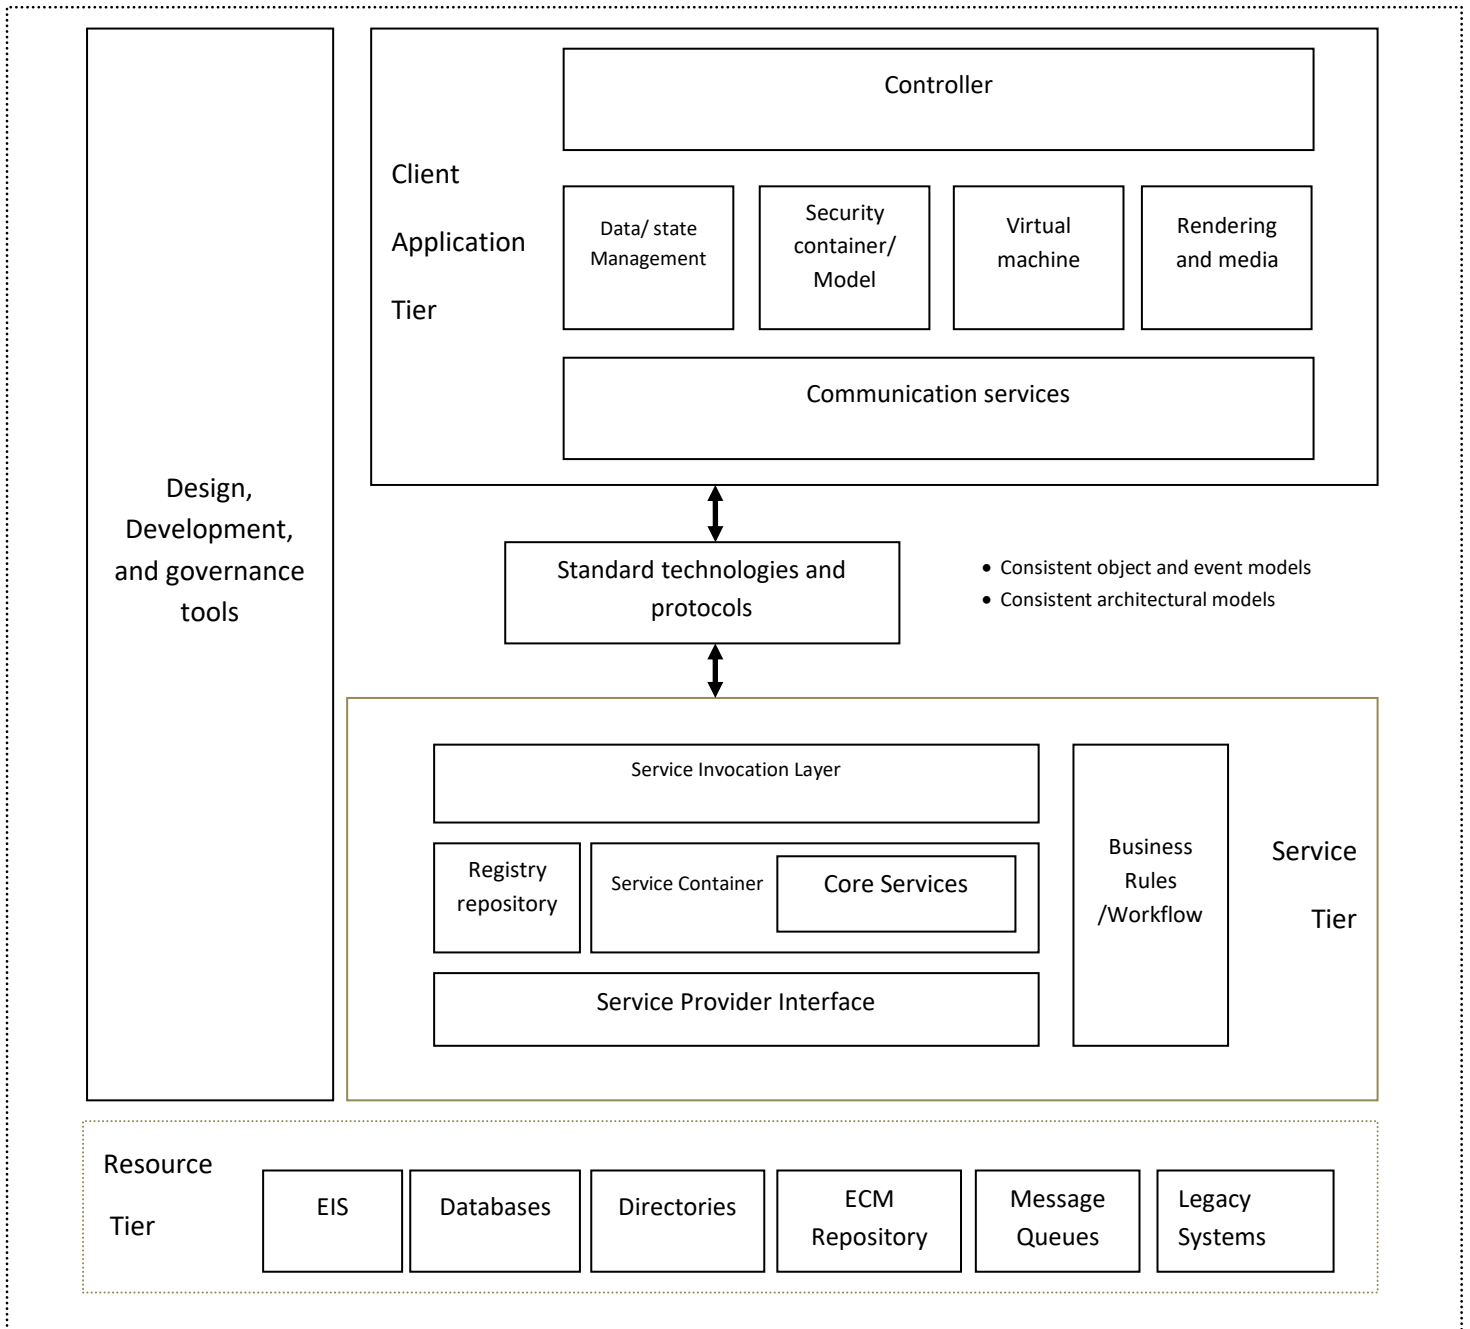 Controller
Client
Application
Tier
Data/ state
Management
Security
container/
Model
Virtual
machine
Rendering
and media
Communication services
Design,
Development,
and governance
tools
Standard technologies and
protocols
• Consistent object and event models
• Consistent architectural models
Service Invocation Layer
Registry
repository
Service Container
Core Services
Service Provider Interface
Business
Rules
/Workflow
Service
Tier
Resource
Tier
EIS
Databases
Directories
ECM
Repository
Message
Queues
Legacy
Systems